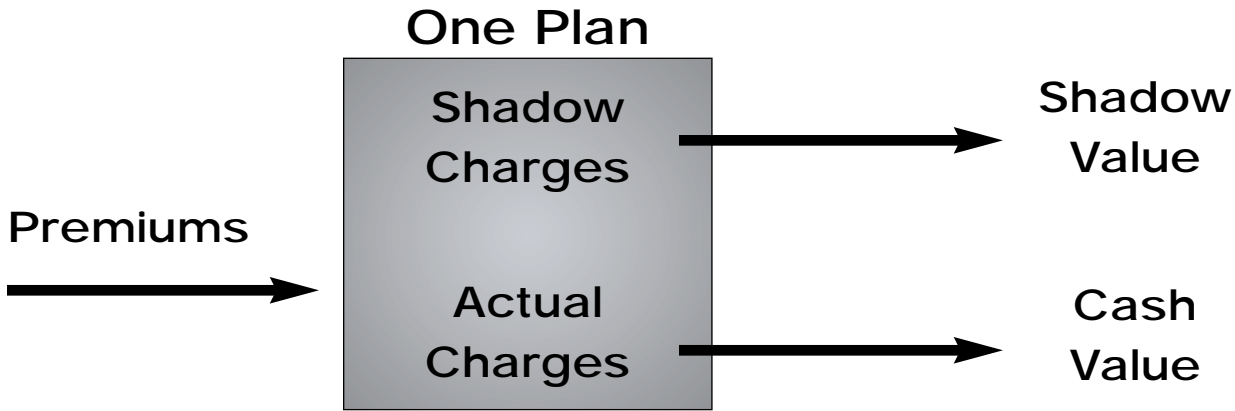 One Plan
Premiums
Shadow
Charges
Actual
Charges
Shadow
Value
Cash
Value